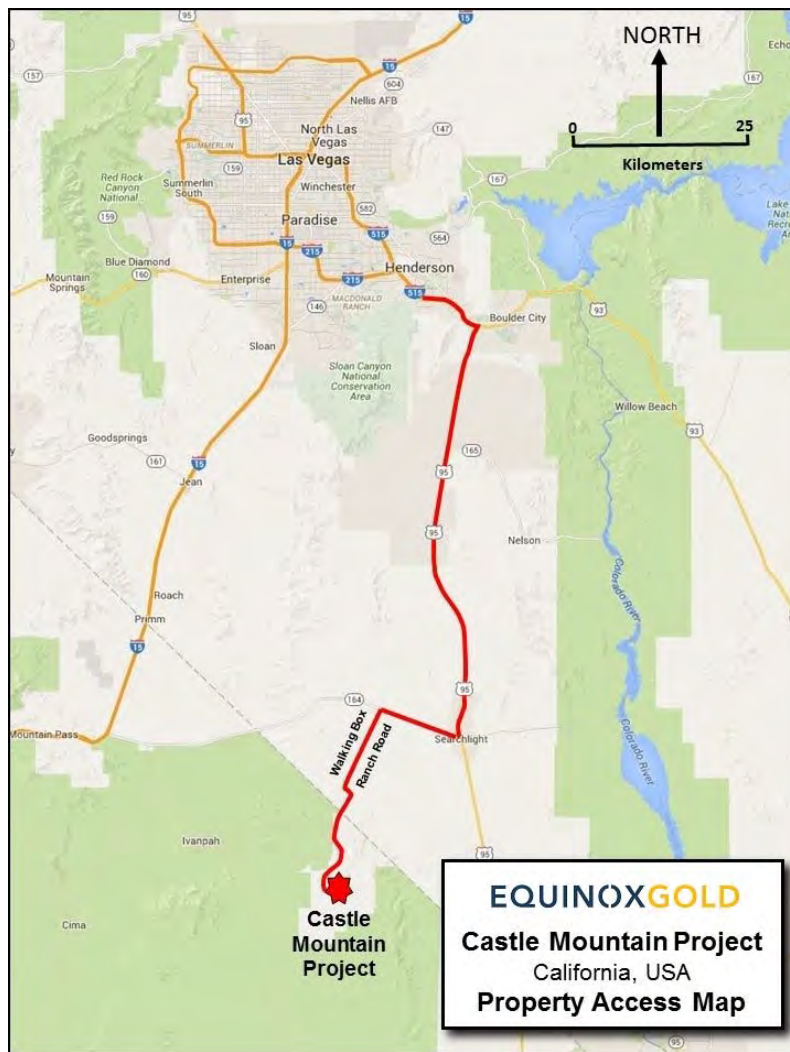 15
157
Echo
NORTH
167
604
Nellis AFB
95
North Las
Vegas
147
0
25
Kilometers
SUMMERLIN
159
Las Vegas
Red Rock
Canyon
National
Summerlin
South
Winchester
582
167
159
Paradise
515
564
Lake
Nat
Recre
Ar
15
215
Henderson
Blue Diamond
160
Mountain
Springs
Enterprise
215
515
146
MACDONALD
RANCH
Boulder City
93
Sloan
Sloan Canyon
National
Conservation
Area
Willow Beach
93
Goodsprings
161
15
Jean
165
95
95
Nelson
Colorado River
Roach
Primm
15
95
164
Mountain Pass
Walking Box
Ranch Road
Searchlight
Colorado River
Ivanpah
95
Cima
Castle
Mountain
Project
EQUINOXGOLD
Castle Mountain Project
California, USA
Property Access Map